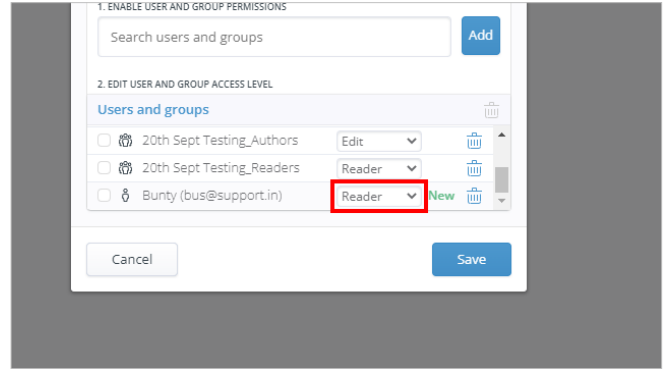 1. ENABLE USER AND GROUP PERMISSIONS
Search users and groups
Add
2. EDIT USER AND GROUP ACCESS LEVEL
Users and groups
20th Sept Testing_Authors Edit
20th Sept Testing_Readers Reader
Bunty (bus@support.in) Reader New
Cancel Save